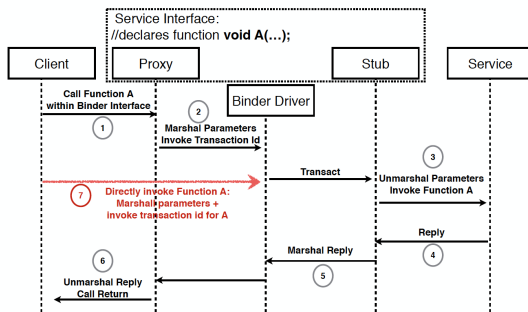 Service Interface:
//declares function void A(...);
Client
Proxy
Stub
Service
Binder Driver
Call Function A
within Binder Interface
1
2
Marshal Parameters
Invoke Transaction Id
Transact
3
Unmarshal Parameters
Invoke Function A
7
Directly invoke Function A:
Marshal parameters +
invoke transaction id for A
Reply
4
Marshal Reply
5
6
Unmarshal Reply
Call Return